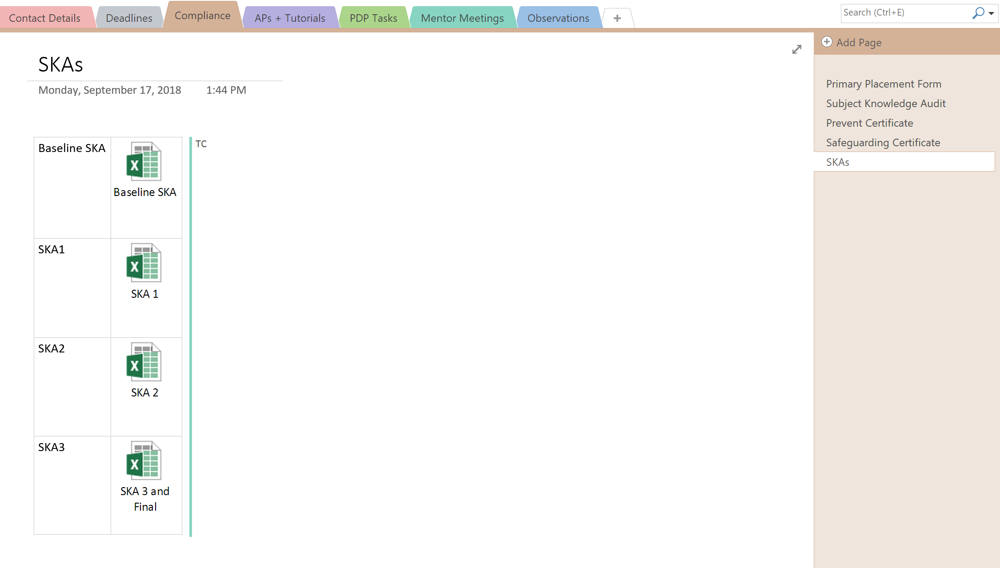 Contact Details
Deadlines
Compliance
APs + Tutorials
PDP Tasks
Mentor Meetings
Observations
Search (Ctrl+E)
Add Page
SKAs
Monday, September 17, 2018 1:44 PM
Primary Placement Form
Subject Knowledge Audit
Prevent Certificate
Safeguarding Certificate
SKAs
Baseline SKA
X
Baseline SKA
TC
SKA1
X
SKA 1
SKA2
X
SKA 2
SKA3
X
SKA 3 and
Final